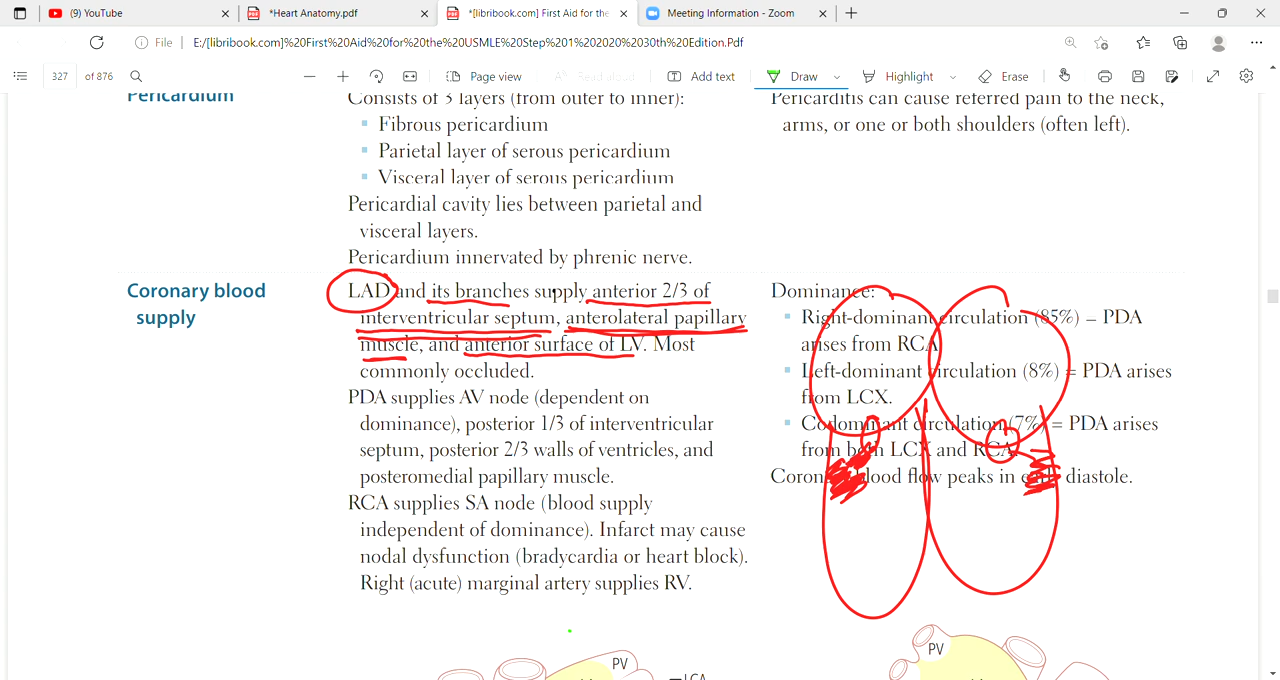 (9) YouTube
*Heart Anatomy.pdf
*[libribook.com] First Aid for the
Meeting Information - Zoom
File
E:/[libribook.com]%20First%20Aid%20for%20the%20USMLE%20Step%201%202020%2030th%20Edition.Pdf
327
of 876
Page view
Read aloud
Add text
Draw
Highlight
Erase
Pericardium
Consists of 3 layers (from outer to inner):
Fibrous pericardium
Parietal layer of serous pericardium
Visceral layer of serous pericardium
Pericardial cavity lies between parietal and
visceral layers.
Pericardium innervated by phrenic nerve.
Pericarditis can cause referred pain to the neck,
arms, or one or both shoulders (often left).
Coronary blood
supply
LAD and its branches supply anterior 2/3 of
interventricular septum, anterolateral papillary
muscle, and anterior surface of LV. Most
commonly occluded.
PDA supplies AV node (dependent on
dominance), posterior 1/3 of interventricular
septum, posterior 2/3 walls of ventricles, and
posteromedial papillary muscle.
RCA supplies SA node (blood supply
independent of dominance). Infarct may cause
nodal dysfunction (bradycardia or heart block).
Right (acute) marginal artery supplies RV.
Dominance:
Right-dominant circulation (85%) = PDA
arises from RCA
Left-dominant circulation (8%) = PDA arises
from LCX.
Codominant circulation (7%) = PDA arises
from both LCX and RCA.
Coronary blood flow peaks in early diastole.
PV
LCA
PV